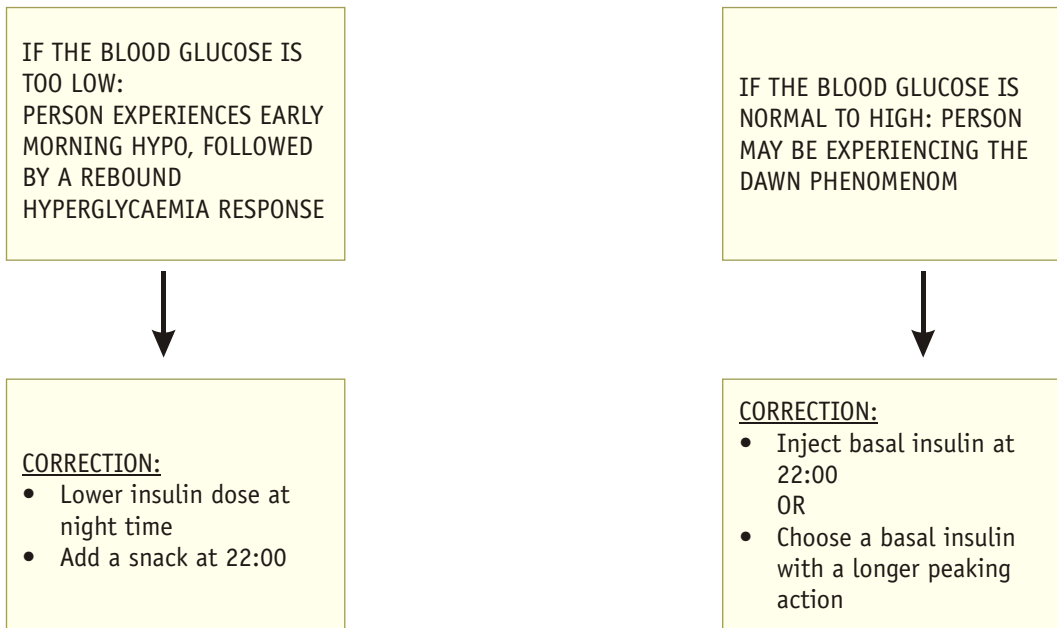 IF THE BLOOD GLUCOSE IS
TOO LOW:
PERSON EXPERIENCES EARLY
MORNING HYPO, FOLLOWED
BY A REBOUND
HYPERGLYCAEMIA RESPONSE
IF THE BLOOD GLUCOSE IS
NORMAL TO HIGH: PERSON
MAY BE EXPERIENCING THE
DAWN PHENOMENOM
CORRECTION:
• Lower insulin dose at
night time
• Add a snack at 22:00
CORRECTION:
• Inject basal insulin at
22:00
OR
• Choose a basal insulin
with a longer peaking
action